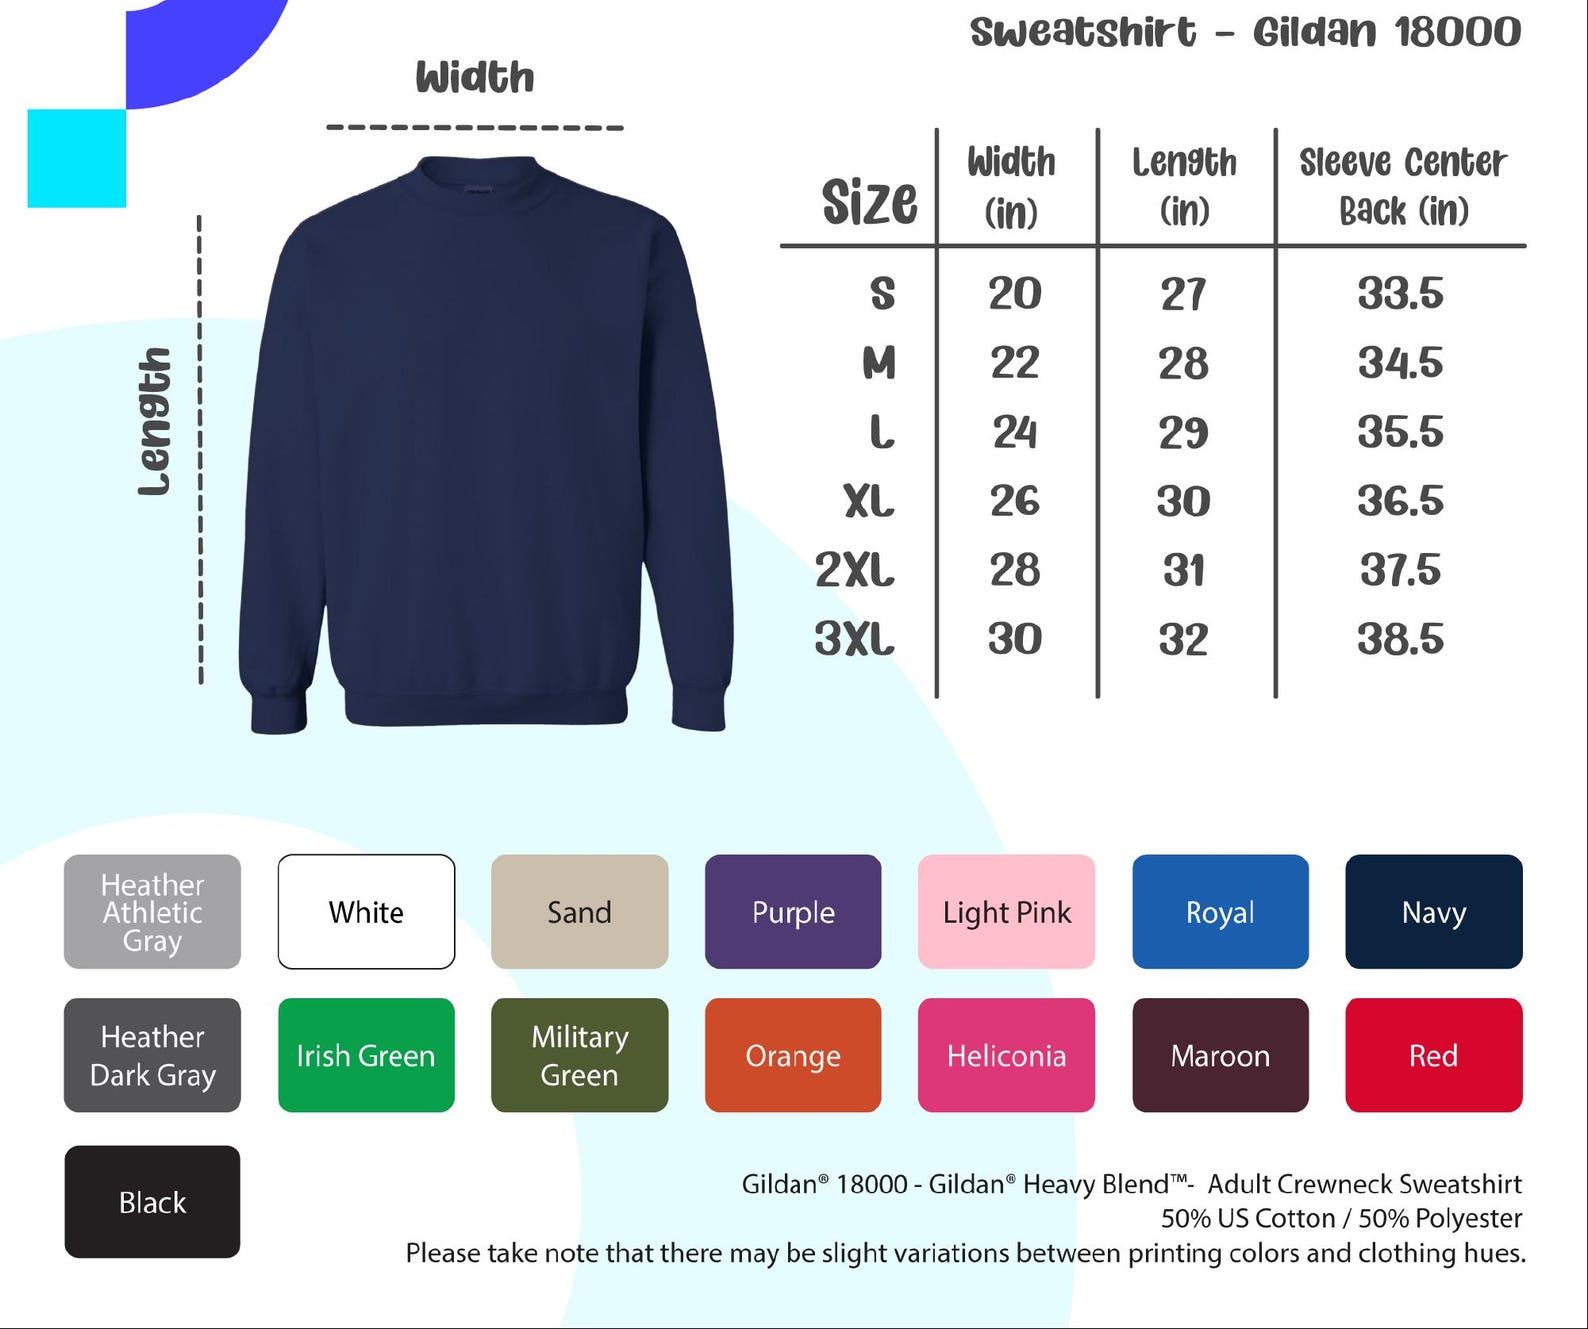 Sweatshirt - Gildan 18000
Width
Length
Size Width (in) Length (in) Sleeve Center Back (in)
S 20 27 33.5
M 22 28 34.5
L 24 29 35.5
XL 26 30 36.5
2XL 28 31 37.5
3XL 30 32 38.5
Heather Athletic Gray
White
Sand
Purple
Light Pink
Royal
Navy
Heather Dark Gray
Irish Green
Military Green
Orange
Heliconia
Maroon
Red
Black
Gildan® 18000 - Gildan® Heavy Blend™- Adult Crewneck Sweatshirt
50% US Cotton / 50% Polyester
Please take note that there may be slight variations between printing colors and clothing hues.